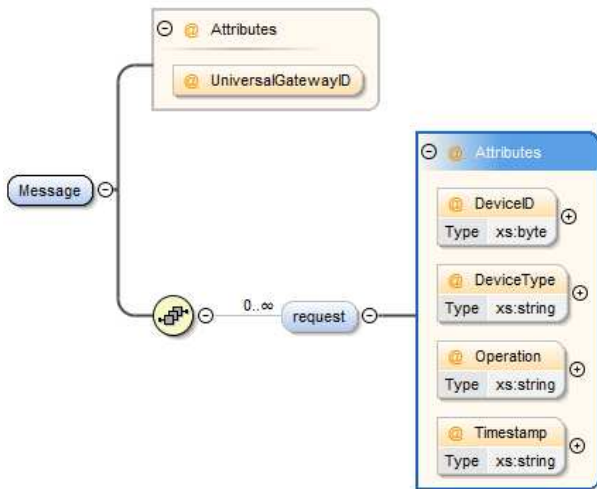 @ Attributes
@ UniversalGatewayID
Message
0..∞
request
@ Attributes
@ DeviceID
Type xs:byte
@ DeviceType
Type xs:string
@ Operation
Type xs:string
@ Timestamp
Type xs:string